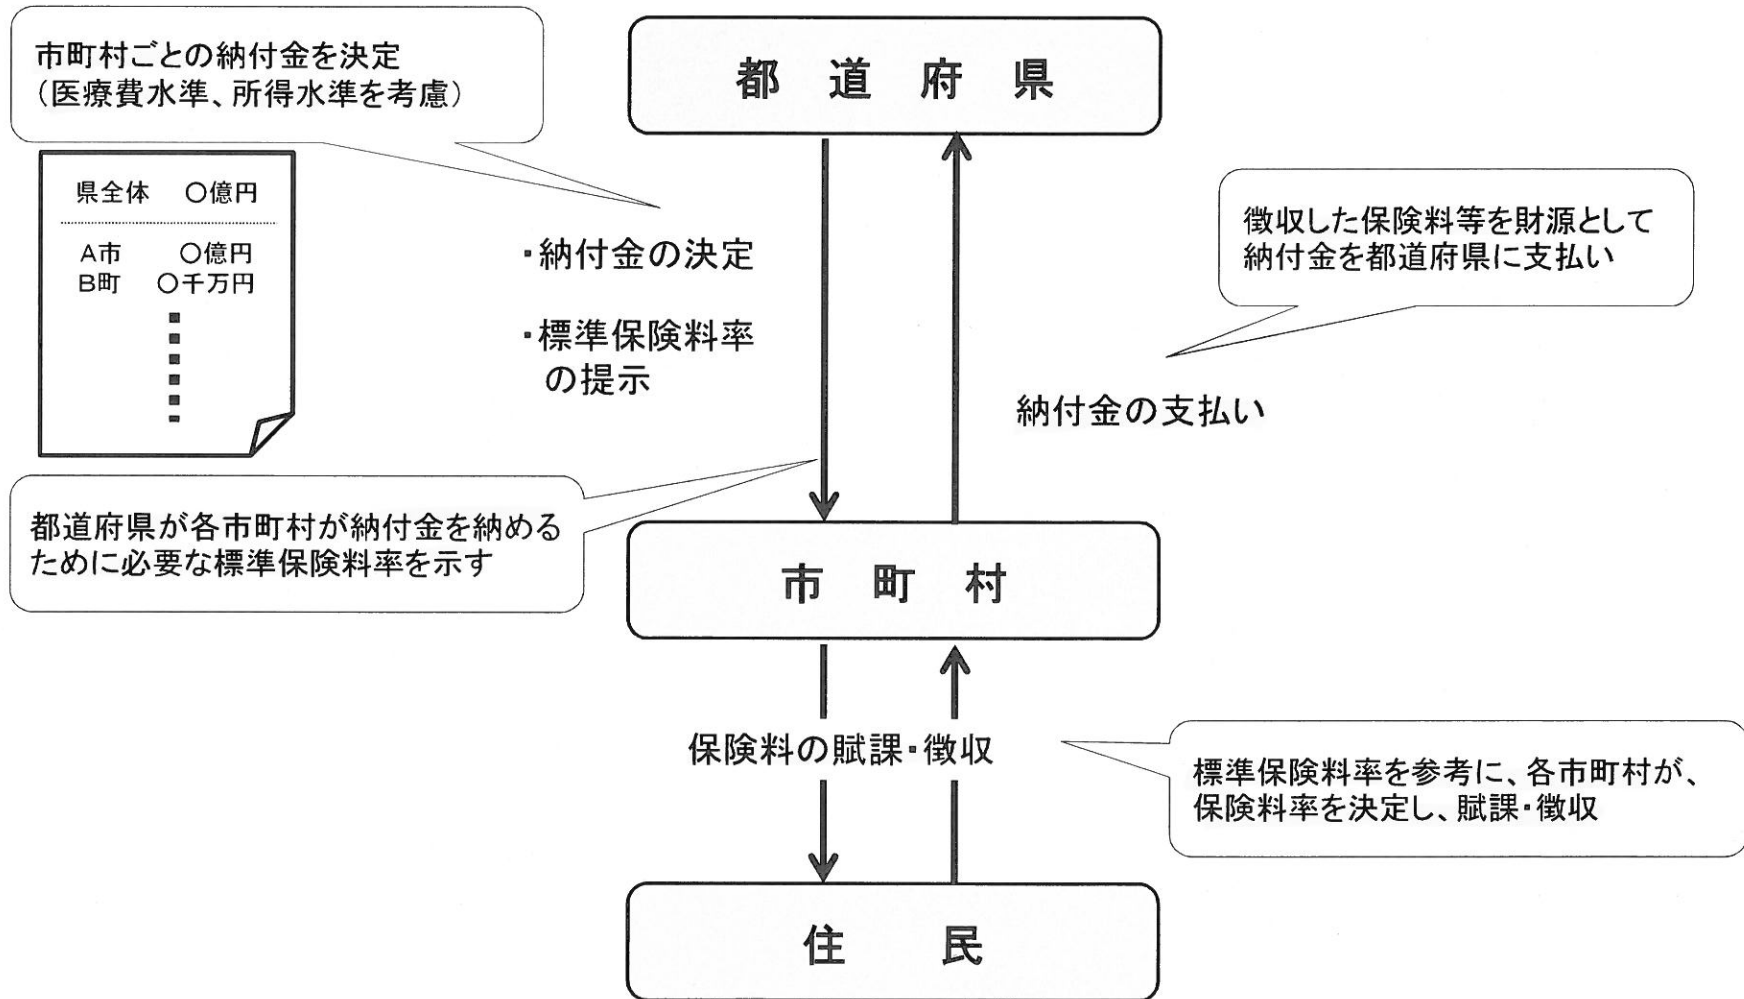 市町村ごとの納付金を決定
（医療費水準、所得水準を考慮）
都道府県
県全体 〇億円
A市 〇億円
B町 〇千万円
・納付金の決定
・標準保険料率
の提示
徴収した保険料等を財源として
納付金を都道府県に支払い
納付金の支払い
都道府県が各市町村が納付金を納める
ために必要な標準保険料率を示す
市町村
保険料の賦課・徴収
標準保険料率を参考に、各市町村が、
保険料率を決定し、賦課・徴収
住民